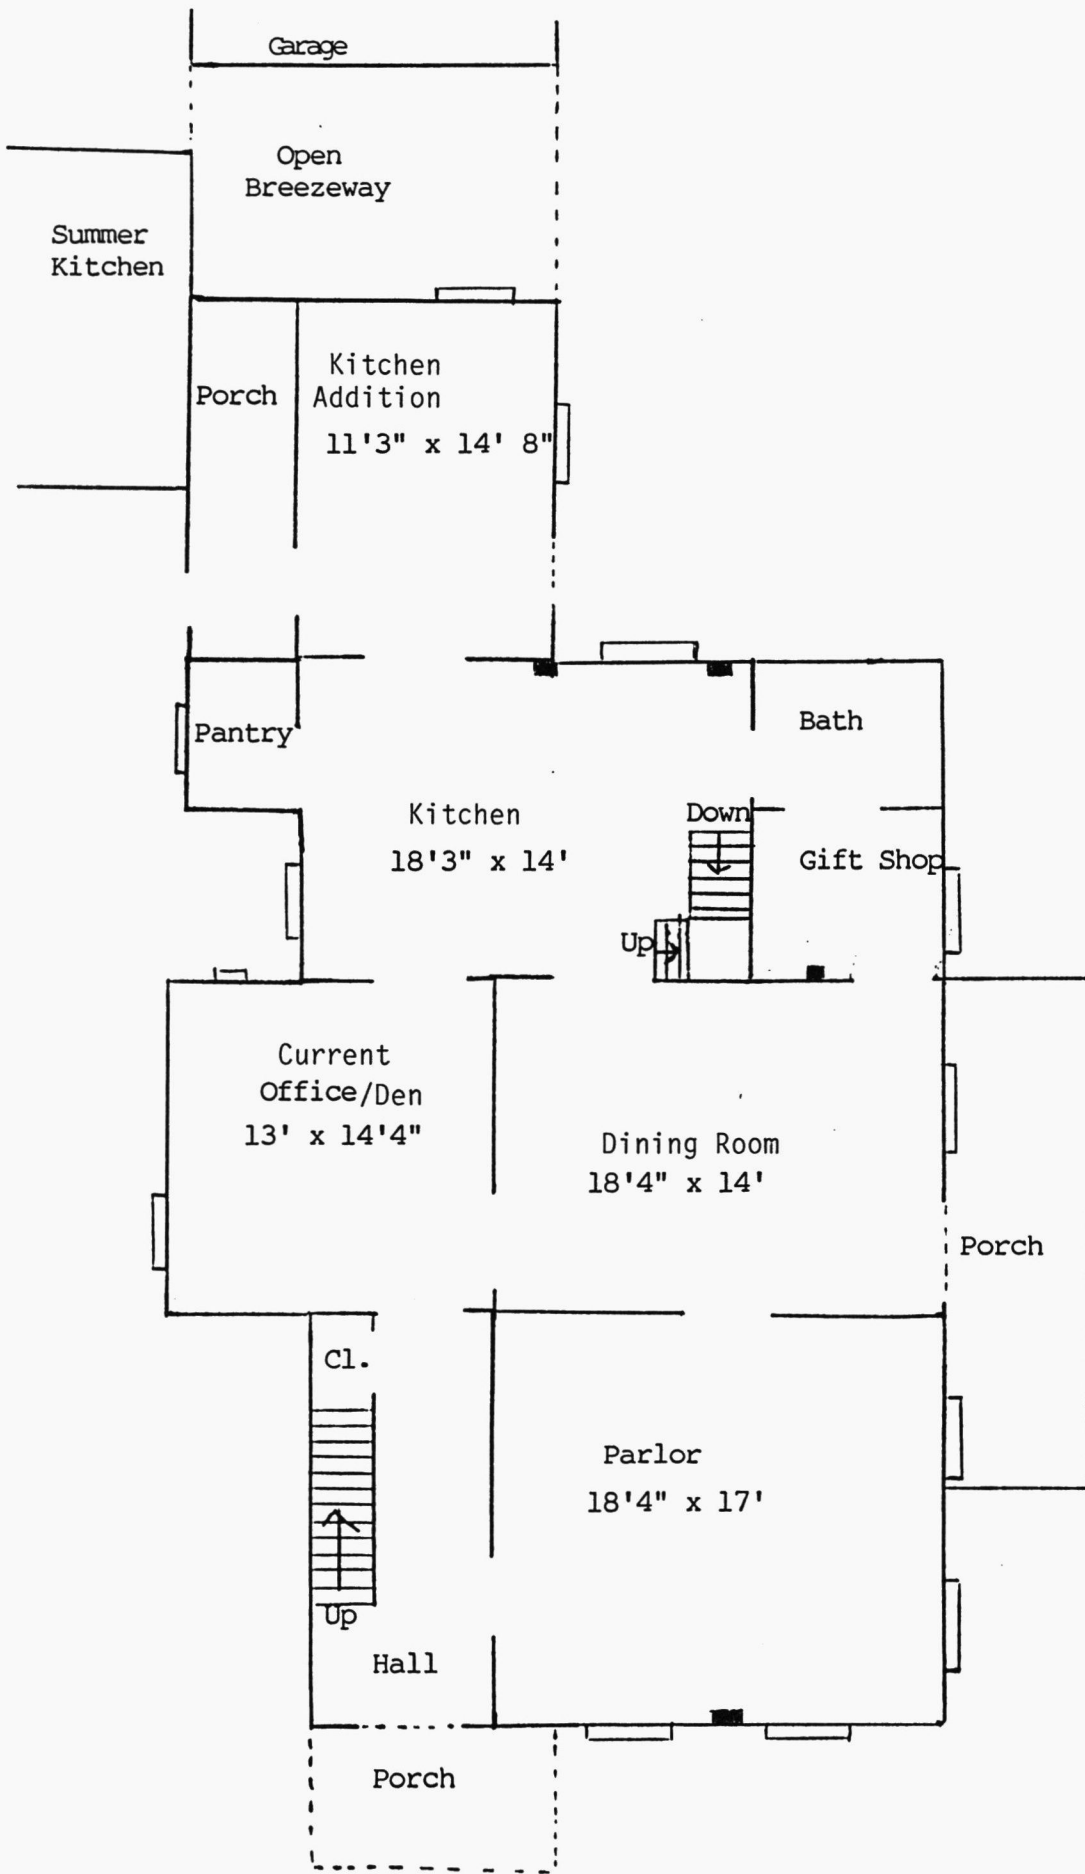 Garage
Open
Breezeway
Summer
Kitchen
Kitchen
Addition
11'3" x 14' 8"
Porch
Pantry
Bath
Kitchen
18'3" x 14'
Down
Gift Shop
Up
Current
Office/Den
13' x 14'4"
Dining Room
18'4" x 14'
Porch
Cl.
Parlor
18'4" x 17'
Up
Hall
Porch